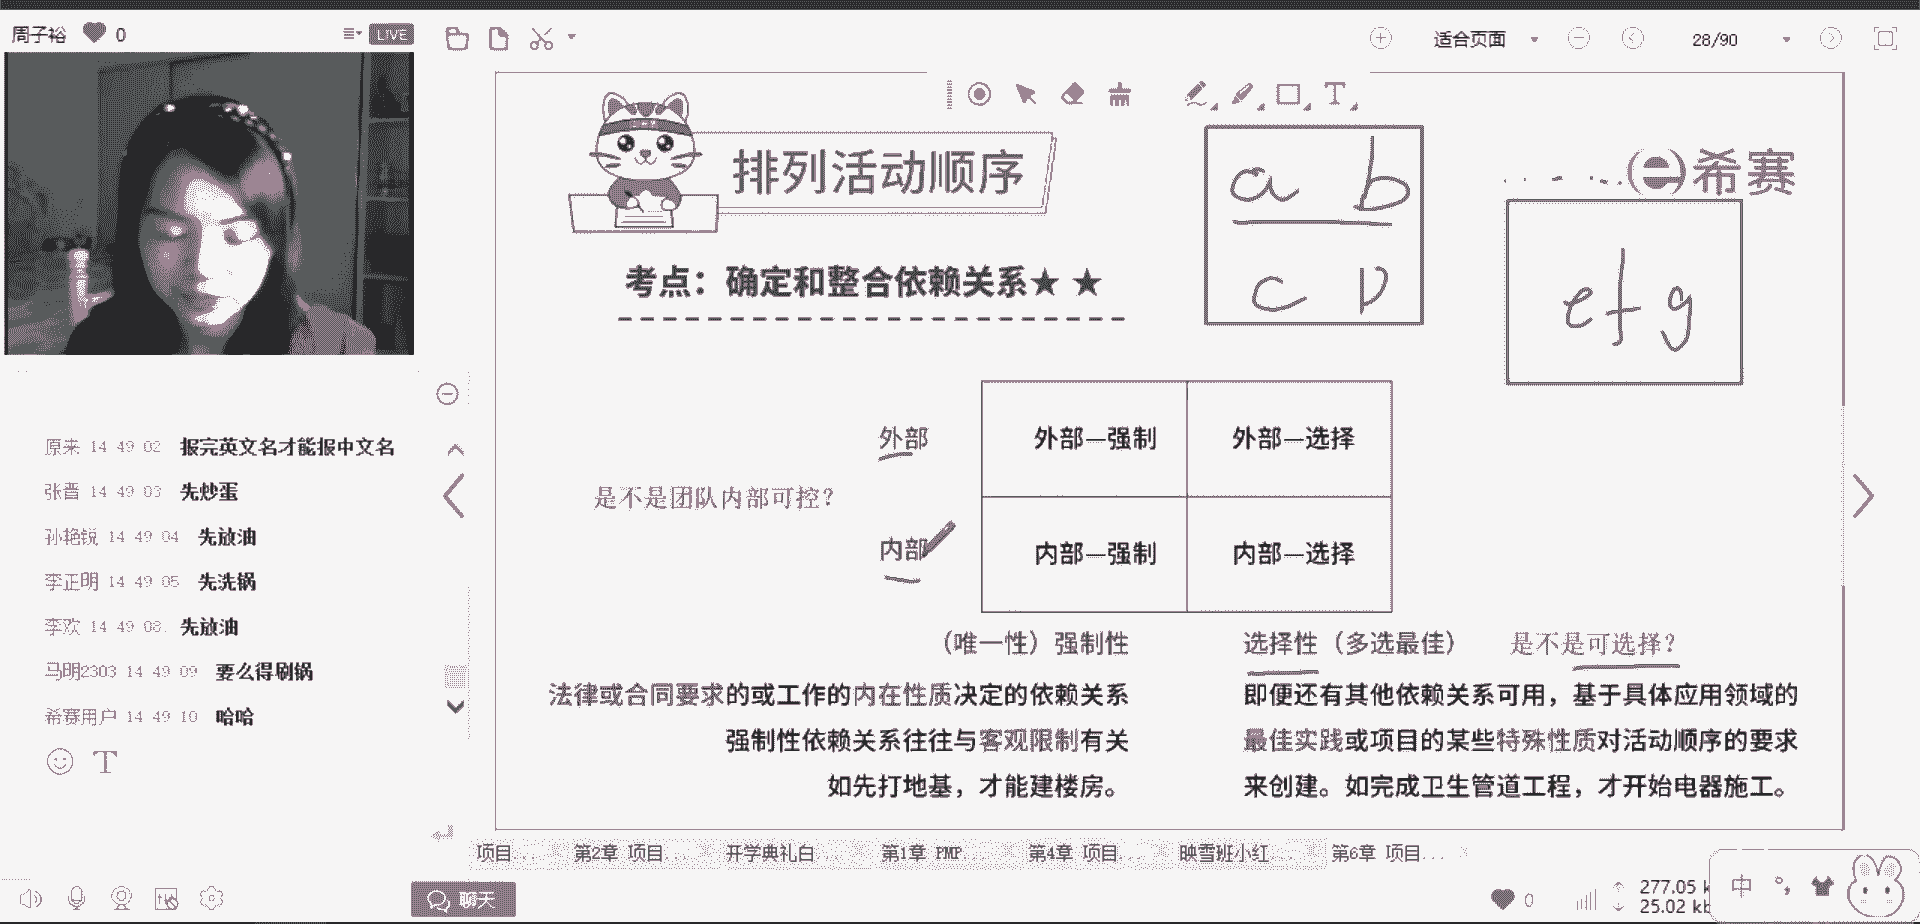 周子裕 0 LIVE
适合页面 28/90
排列活动顺序
a b
c D
希赛
e f g
考点：确定和整合依赖关系★ ★
外部
外部—强制 外部—选择
是不是团队内部可控？
内部
内部—强制 内部—选择
（唯一性）强制性
选择性（多选最佳） 是不是可选择？
法律或合同要求的或工作的内在性质决定的依赖关系
强制性依赖关系往往与客观限制有关
如先打地基，才能建楼房。
即便还有其他依赖关系可用，基于具体应用领域的
最佳实践或项目的某些特殊性质对活动顺序的要求
来创建。如完成卫生管道工程，才开始电器施工。
原来 14 49 02 报完英文名才能报中文名
张晋 14 49 03 先炒蛋
孙艳锐 14 49 04 先放油
李正明 14 49 05 先洗锅
李欢 14 49 08 先放油
马明2303 14 49 09 要么得刷锅
希赛用户 14 49 10 哈哈
T
项目... 第2章 项目... 开学典礼白 第1章 PMP... 第4章 项目... 映雪班小红... 第6章 项目...
聊天
0
277.05 k
25.02 kb
中